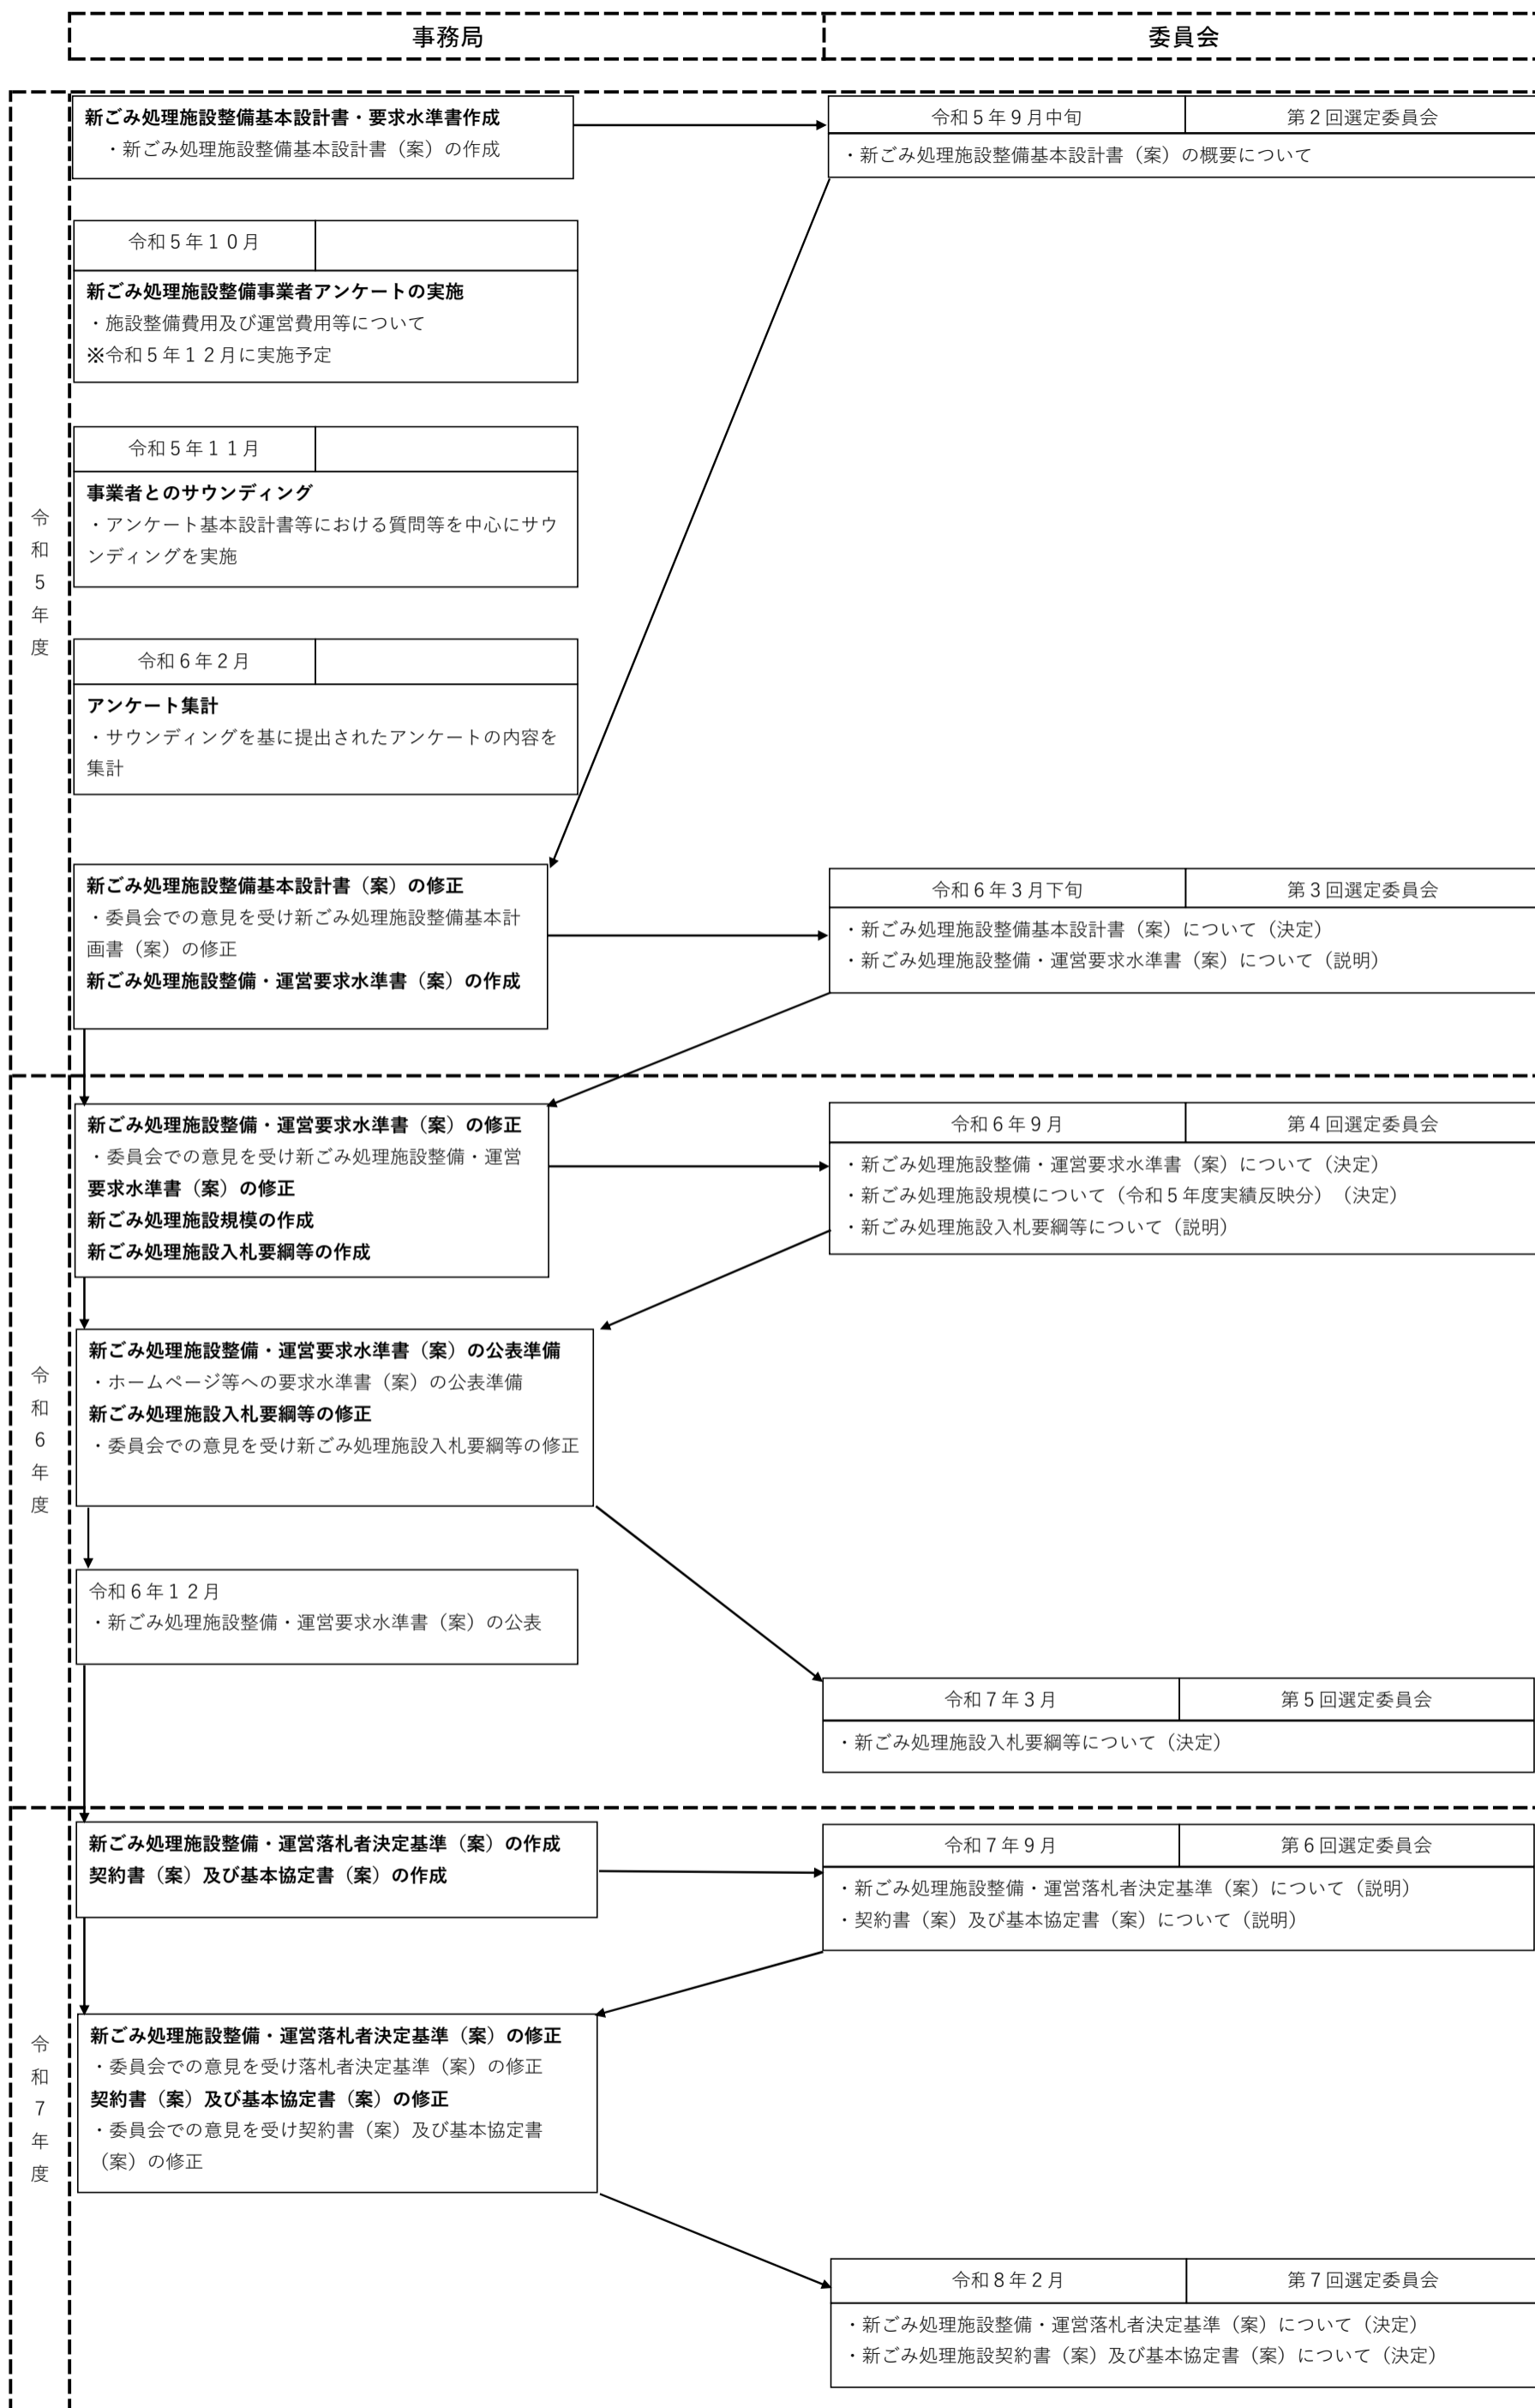 事務局
委員会
令和５年度
新ごみ処理施設整備基本設計書・要求水準書作成
・新ごみ処理施設整備基本設計書（案）の作成
令和５年９月中旬
第２回選定委員会
・新ごみ処理施設整備基本設計書（案）の概要について
令和５年１０月
新ごみ処理施設整備事業者アンケートの実施
・施設整備費用及び運営費用等について
※令和５年１２月に実施予定
令和５年１１月
事業者とのサウンディング
・アンケート基本設計書等における質問等を中心にサウ
ンディングを実施
令和６年２月
アンケート集計
・サウンディングを基に提出されたアンケートの内容を
集計
新ごみ処理施設整備基本設計書（案）の修正
・委員会での意見を受け新ごみ処理施設整備基本計
画書（案）の修正
新ごみ処理施設整備・運営要求水準書（案）の作成
令和６年３月下旬
第３回選定委員会
・新ごみ処理施設整備基本設計書（案）について（決定）
・新ごみ処理施設整備・運営要求水準書（案）について（説明）
令和６年度
新ごみ処理施設整備・運営要求水準書（案）の修正
・委員会での意見を受け新ごみ処理施設整備・運営
要求水準書（案）の修正
新ごみ処理施設規模の作成
新ごみ処理施設入札要綱等の作成
令和６年９月
第４回選定委員会
・新ごみ処理施設整備・運営要求水準書（案）について（決定）
・新ごみ処理施設規模について（令和５年度実績反映分）（決定）
・新ごみ処理施設入札要綱等について（説明）
新ごみ処理施設整備・運営要求水準書（案）の公表準備
・ホームページ等への要求水準書（案）の公表準備
新ごみ処理施設入札要綱等の修正
・委員会での意見を受け新ごみ処理施設入札要綱等の修正
令和６年１２月
・新ごみ処理施設整備・運営要求水準書（案）の公表
令和７年３月
第５回選定委員会
・新ごみ処理施設入札要綱等について（決定）
令和７年度
新ごみ処理施設整備・運営落札者決定基準（案）の作成
契約書（案）及び基本協定書（案）の作成
令和７年９月
第６回選定委員会
・新ごみ処理施設整備・運営落札者決定基準（案）について（説明）
・契約書（案）及び基本協定書（案）について（説明）
新ごみ処理施設整備・運営落札者決定基準（案）の修正
・委員会での意見を受け落札者決定基準（案）の修正
契約書（案）及び基本協定書（案）の修正
・委員会での意見を受け契約書（案）及び基本協定書
（案）の修正
令和８年２月
第７回選定委員会
・新ごみ処理施設整備・運営落札者決定基準（案）について（決定）
・新ごみ処理施設契約書（案）及び基本協定書（案）について（決定）